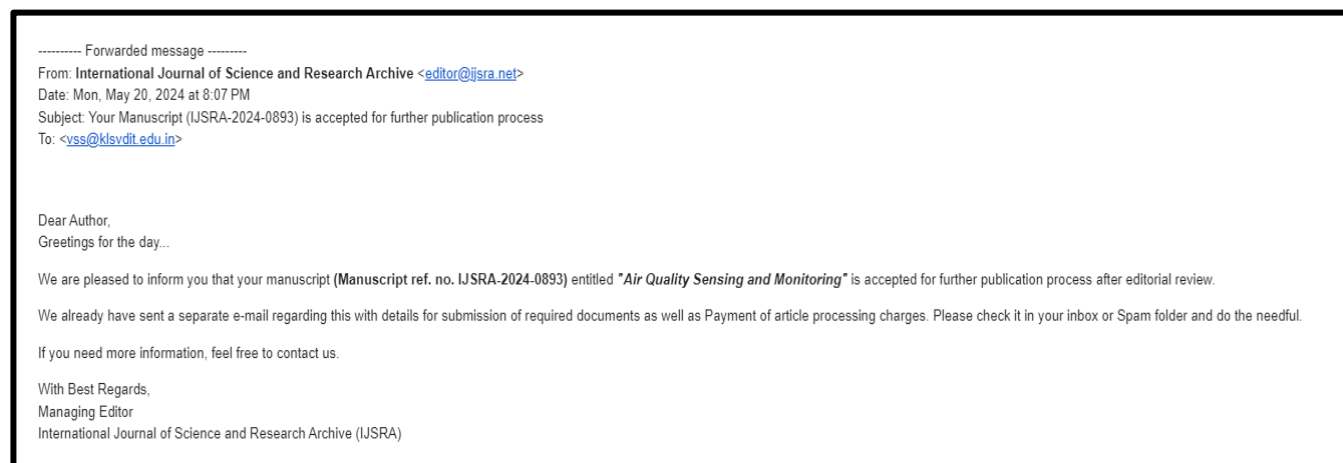 ---------- Forwarded message ---------
From: International Journal of Science and Research Archive <editor@ijsra.net>
Date: Mon, May 20, 2024 at 8:07 PM
Subject: Your Manuscript (IJSRA-2024-0893) is accepted for further publication process
To: <vss@klsvdit.edu.in>
Dear Author,
Greetings for the day...
We are pleased to inform you that your manuscript (Manuscript ref. no. IJSRA-2024-0893) entitled "Air Quality Sensing and Monitoring" is accepted for further publication process after editorial review.
We already have sent a separate e-mail regarding this with details for submission of required documents as well as Payment of article processing charges. Please check it in your inbox or Spam folder and do the needful.
If you need more information, feel free to contact us.
With Best Regards,
Managing Editor
International Journal of Science and Research Archive (IJSRA)